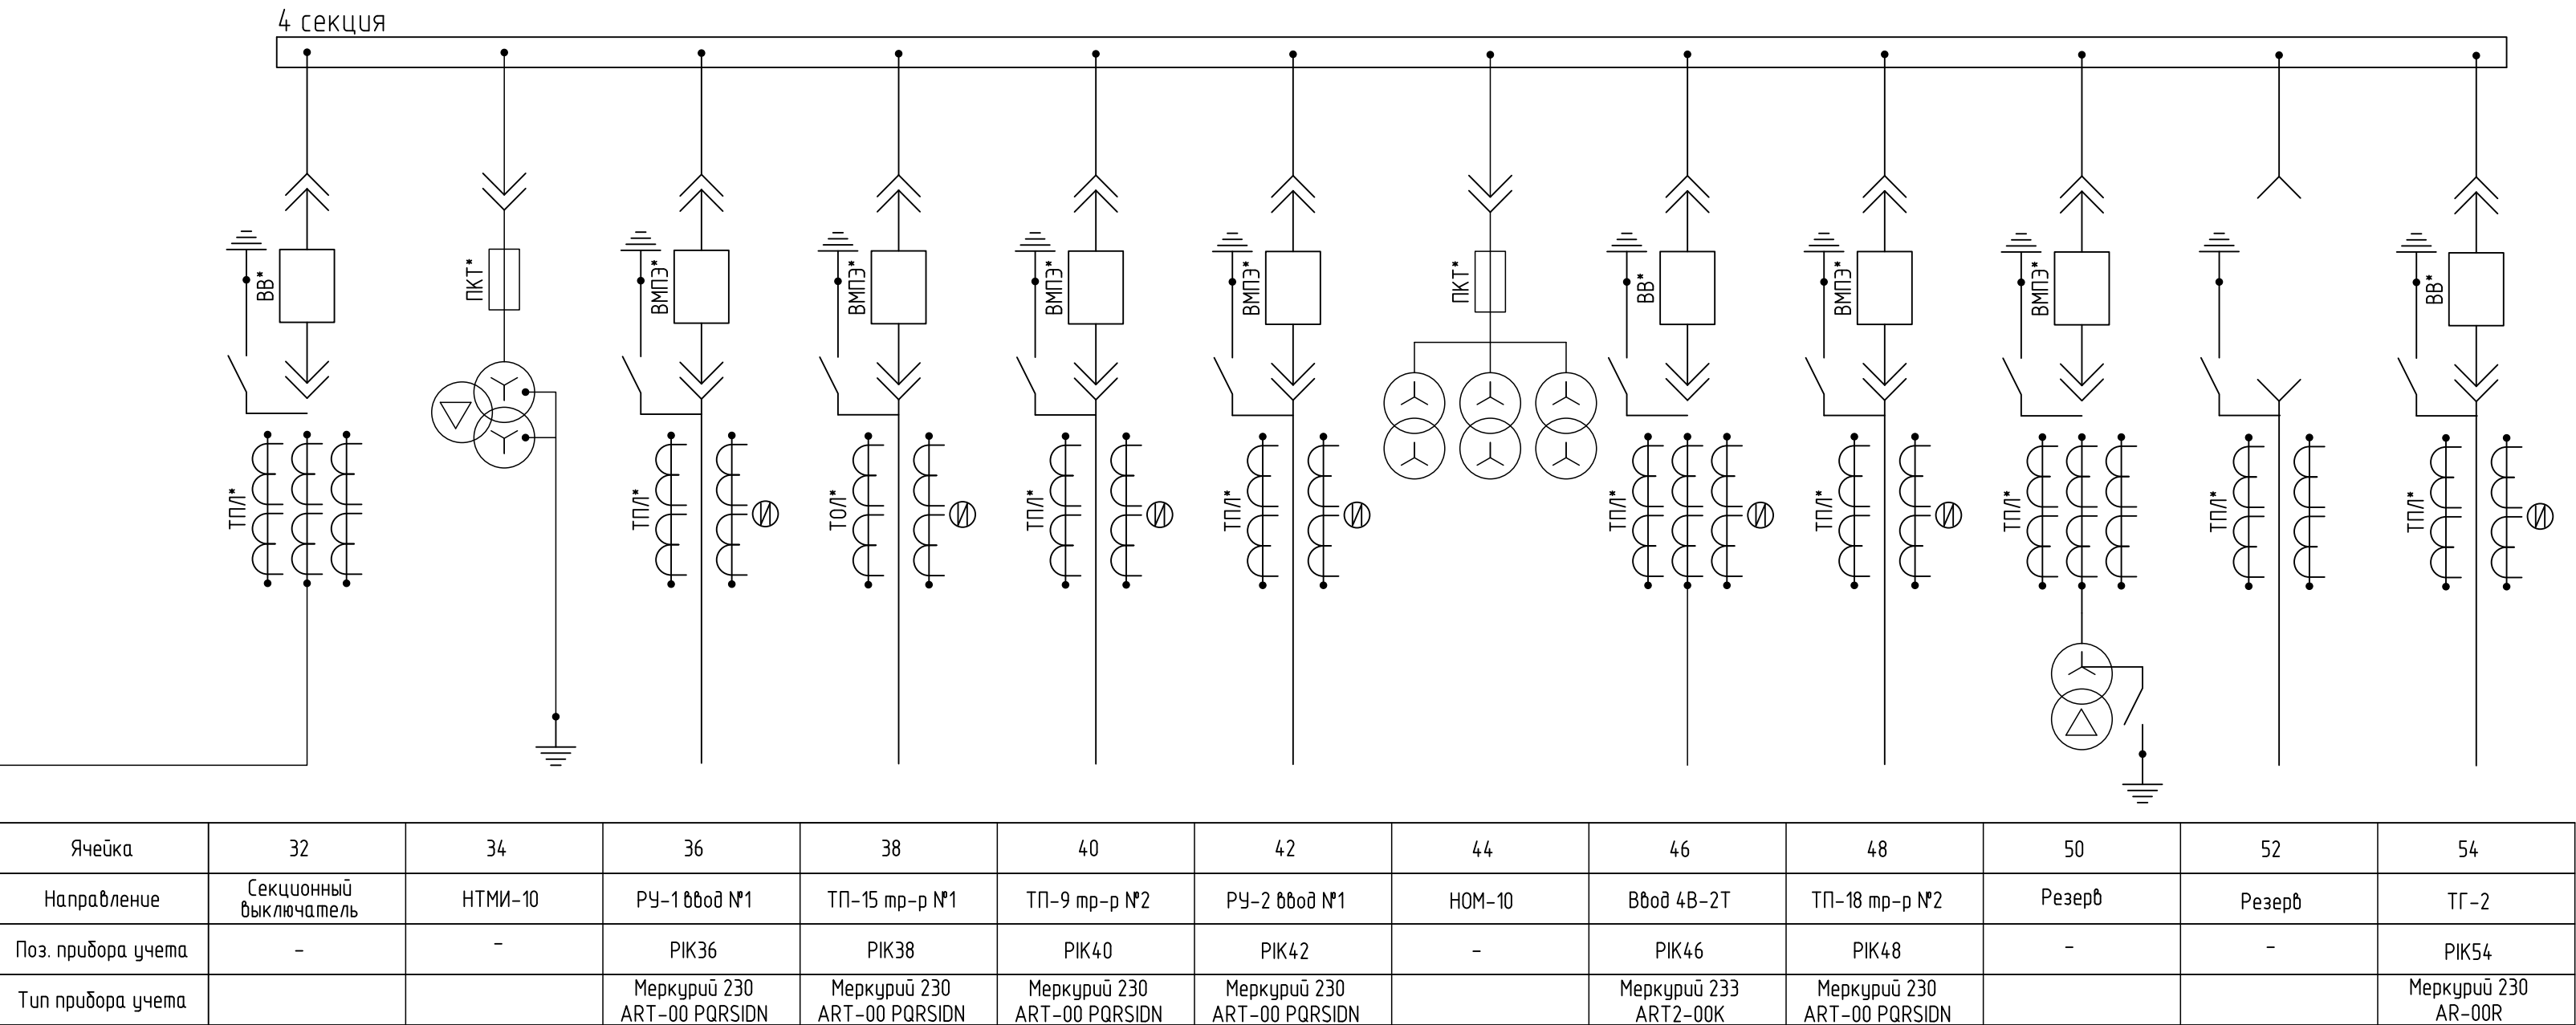 4 секция
ВВ*
ПКТ*
ВМПЭ*
ВМПЭ*
ВМПЭ*
ВМПЭ*
ПКТ*
ВВ*
ВМПЭ*
ВМПЭ*
ВВ*
ТПЛ*
ТПЛ*
ТОЛ*
ТПЛ*
ТПЛ*
ТПЛ*
ТПЛ*
ТПЛ*
ТПЛ*
ТПЛ*
Ячейка 32 34 36 38 40 42 44 46 48 50 52 54
Направление Секционный выключатель НТМИ-10 РУ-1 ввод №1 ТП-15 тр-р №1 ТП-9 тр-р №2 РУ-2 ввод №1 НОМ-10 Ввод 4В-2Т ТП-18 тр-р №2 Резерв Резерв ТГ-2
Поз. прибора учета - - PIK36 PIK38 PIK40 PIK42 - PIK46 PIK48 - - PIK54
Тип прибора учета Меркурий 230 Меркурий 230 Меркурий 230 Меркурий 230 Меркурий 233 Меркурий 230 Меркурий 230
ART-00 PQRSIDN ART-00 PQRSIDN ART-00 PQRSIDN ART-00 PQRSIDN ART2-00K ART-00 PQRSIDN AR-00R